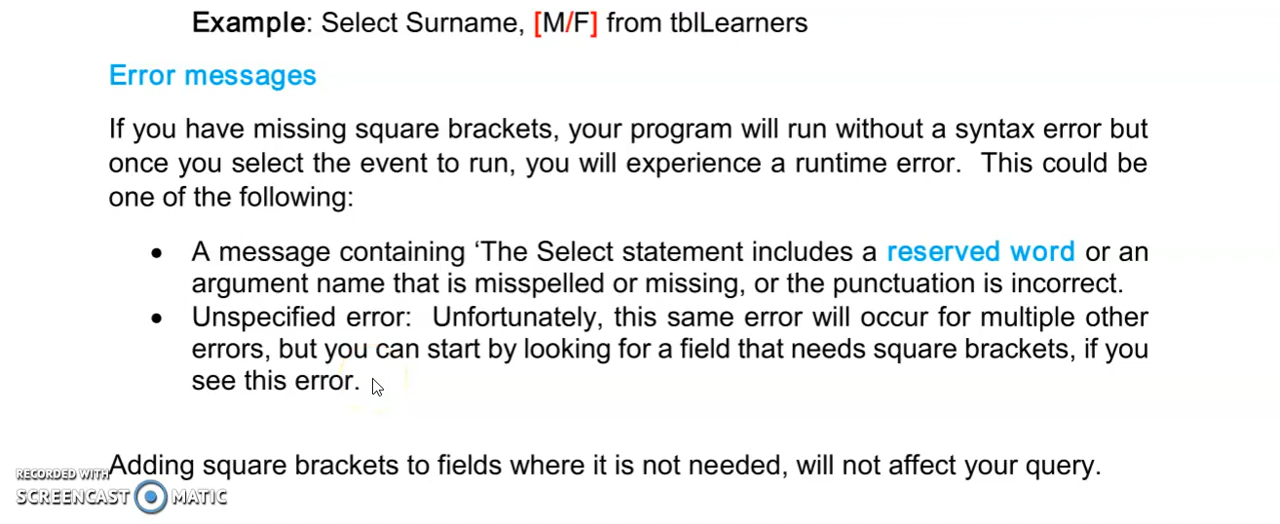 Example: Select Surname, [M/F] from tblLearners
Error messages
If you have missing square brackets, your program will run without a syntax error but
once you select the event to run, you will experience a runtime error.  This could be
one of the following:
• A message containing ‘The Select statement includes a reserved word or an
argument name that is misspelled or missing, or the punctuation is incorrect.
• Unspecified error:  Unfortunately, this same error will occur for multiple other
errors, but you can start by looking for a field that needs square brackets, if you
see this error.
Adding square brackets to fields where it is not needed, will not affect your query.
RECORDED WITH
SCREENCAST MATIC